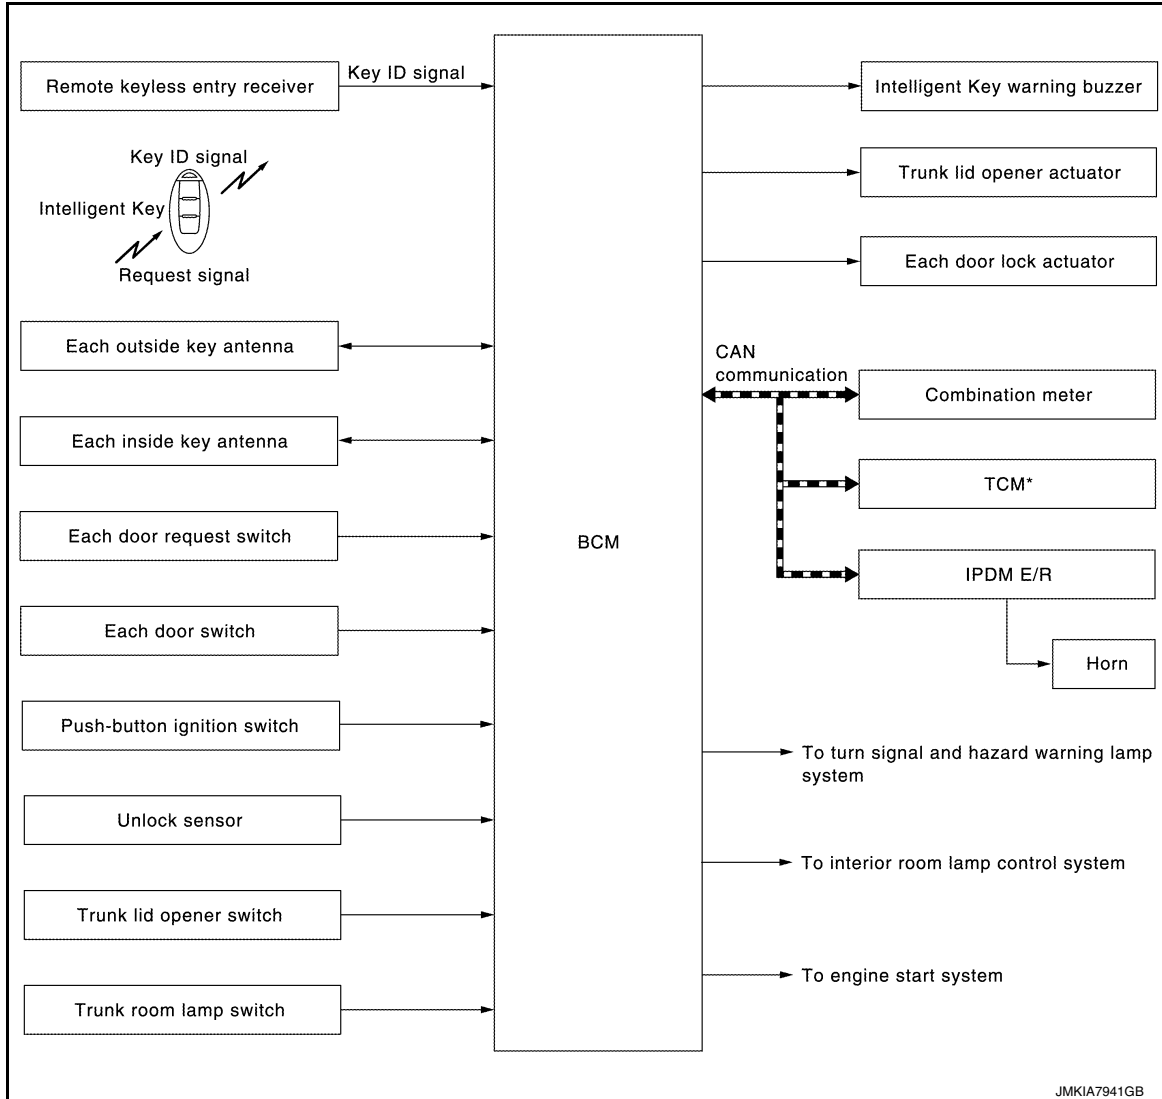 Remote keyless entry receiver
Key ID signal
Key ID signal
Intelligent Key
Request signal
Each outside key antenna
Each inside key antenna
Each door request switch
Each door switch
Push-button ignition switch
Unlock sensor
Trunk lid opener switch
Trunk room lamp switch
BCM
Intelligent Key warning buzzer
Trunk lid opener actuator
Each door lock actuator
CAN
communication
Combination meter
TCM*
IPDM E/R
Horn
To turn signal and hazard warning lamp
system
To interior room lamp control system
To engine start system
JMKIA7941GB